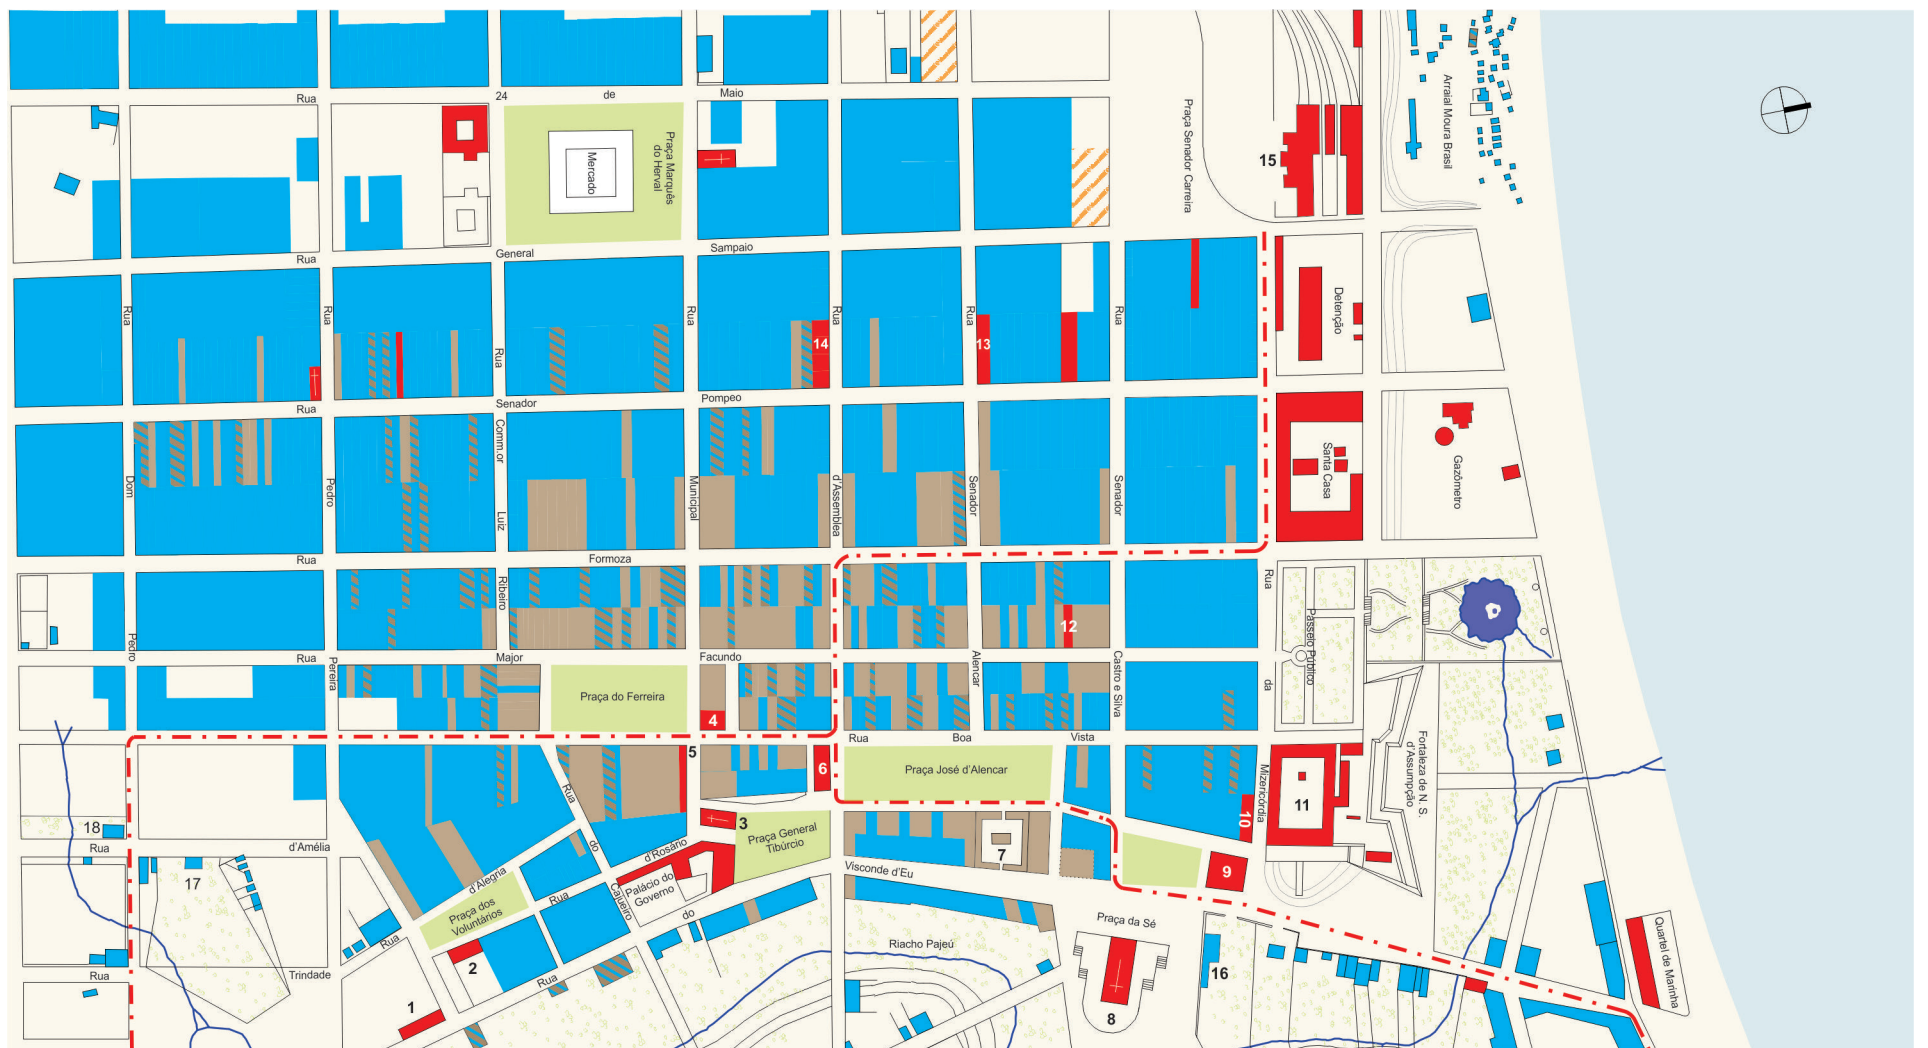 Rua
24
de
Maio
Praça Marquês
do Herval
Mercado
Praça Senador Carreira
15
Arraial Moura Brasil
Rua
General
Sampaio
Rua
Rua
Rua
Rua
Rua
Rua
Rua
14
13
Detenção
Rua
Senador
Pompeo
Dom
Pedro
Comm.or
Luiz
Municipal
d'Assemblea
Senador
Senador
Santa Casa
Gazômetro
Rua
Formoza
Pedro
Pereira
Ribeiro
Alencar
Castro e Silva
Rua
da
Mizericórdia
12
Passeio Público
Rua
Major
Facundo
Praça do Ferreira
4
Rua
Boa
Vista
5
6
Praça José d'Alencar
10
11
Fortaleza de N. S.
d'Assumpção
18
Rua
d'Amélia
17
3
Praça General
Tibúrcio
Rua
do
Cajueiro
d'Rosário
Palácio do
Governo
7
Visconde d'Eu
9
Rua
d'Alegria
Praça dos
Voluntários
Rua
do
2
Rua
1
Rua
Trindade
Riacho Pajeú
Praça da Sé
8
16
Quartel de Marinha